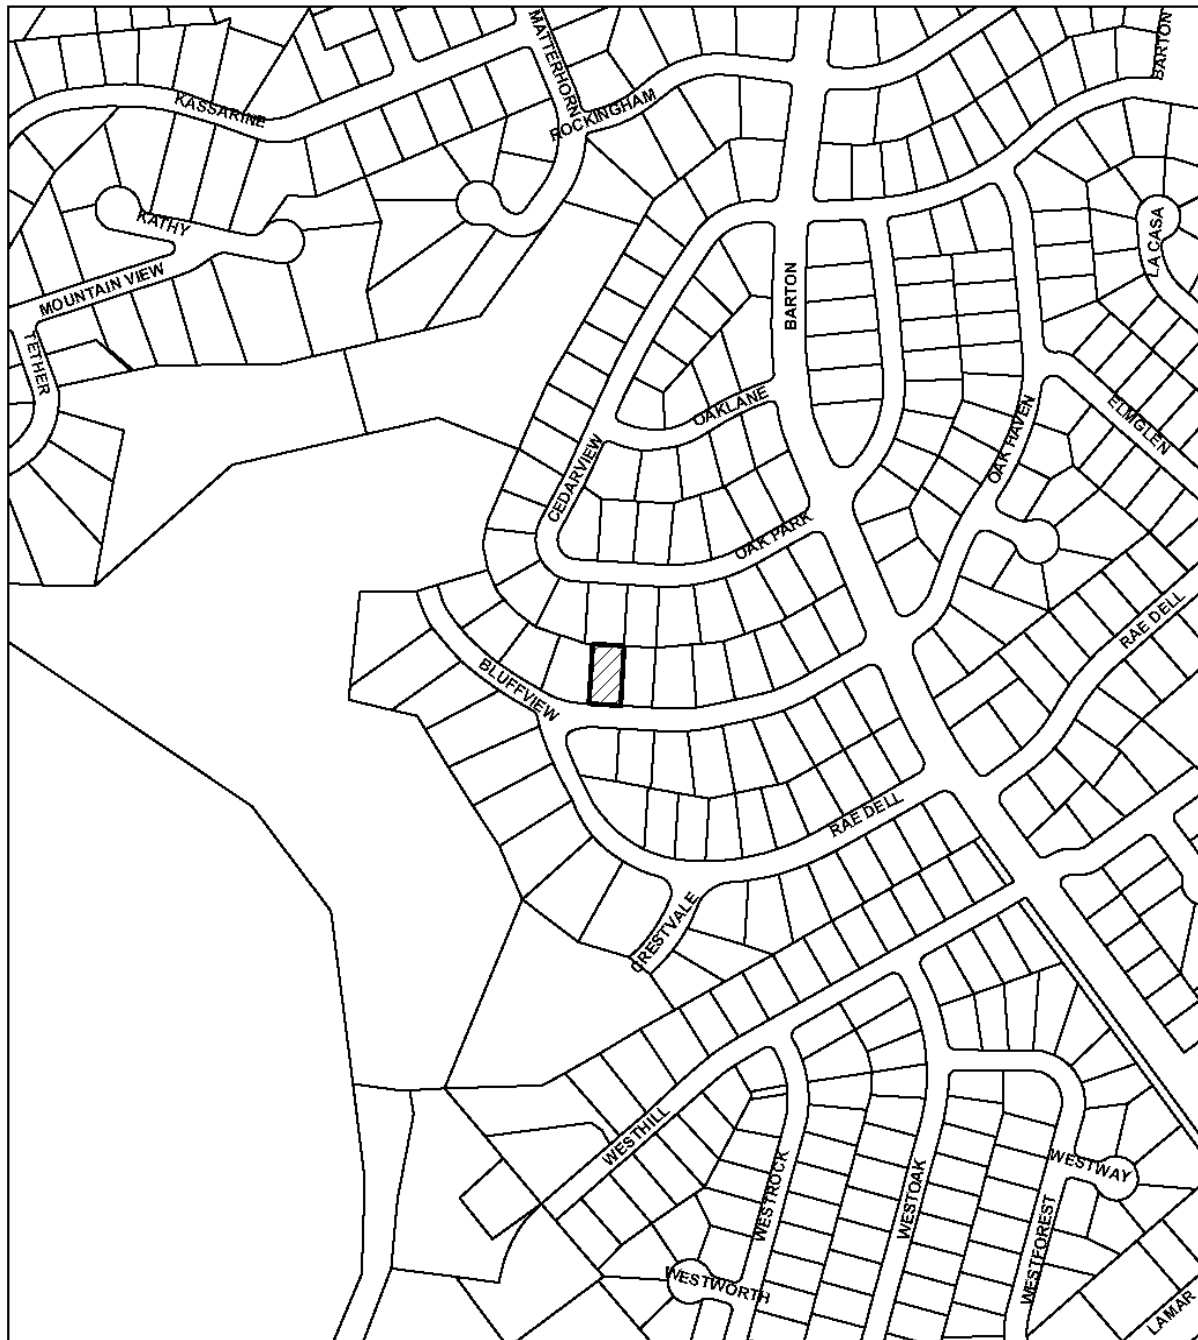 MATTERHORN
BARTON
KASSARINE
ROCKINGHAM
KATHY
LA CASA
MOUNTAIN VIEW
BARTON
TETHER
OAKLANE
ELMGLEN
OAK HAVEN
CEDARVIEW
OAK PARK
RAE DELL
BLUFFVIEW
RAE DELL
CRESTVALE
WESTHILL
WESTWAY
WESTROCK
WESTOAK
WESTFOREST
WESTWORTH
LAMAR